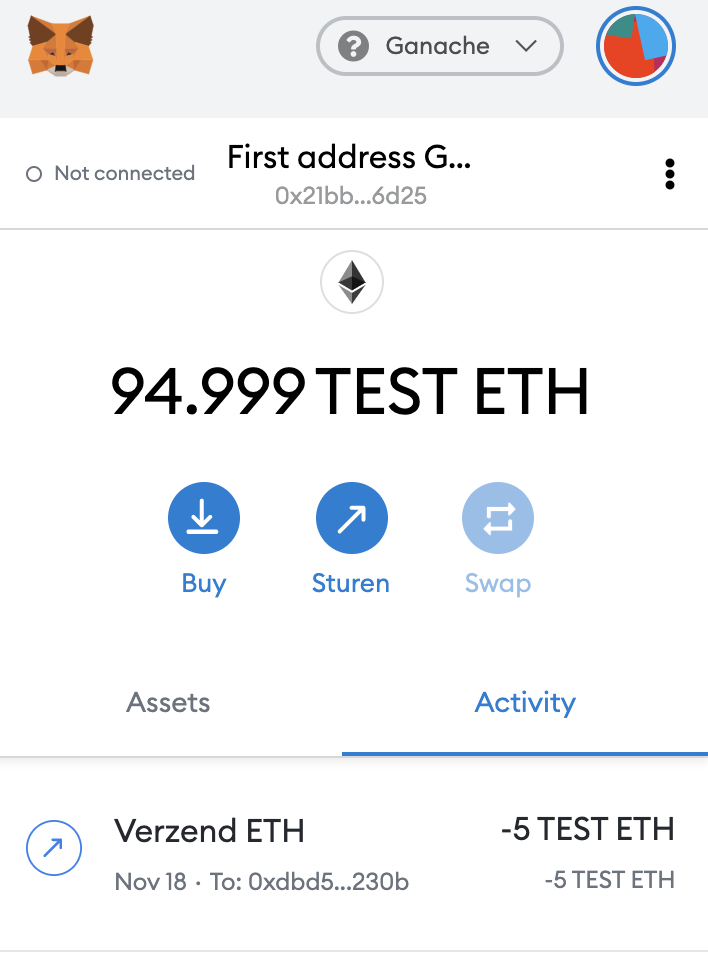 Ganache
Not connected
First address G...
0x21bb...6d25
94.999 TEST ETH
Buy
Sturen
Swap
Assets
Activity
Verzend ETH
-5 TEST ETH
Nov 18 · To: 0xdbd5...230b
-5 TEST ETH